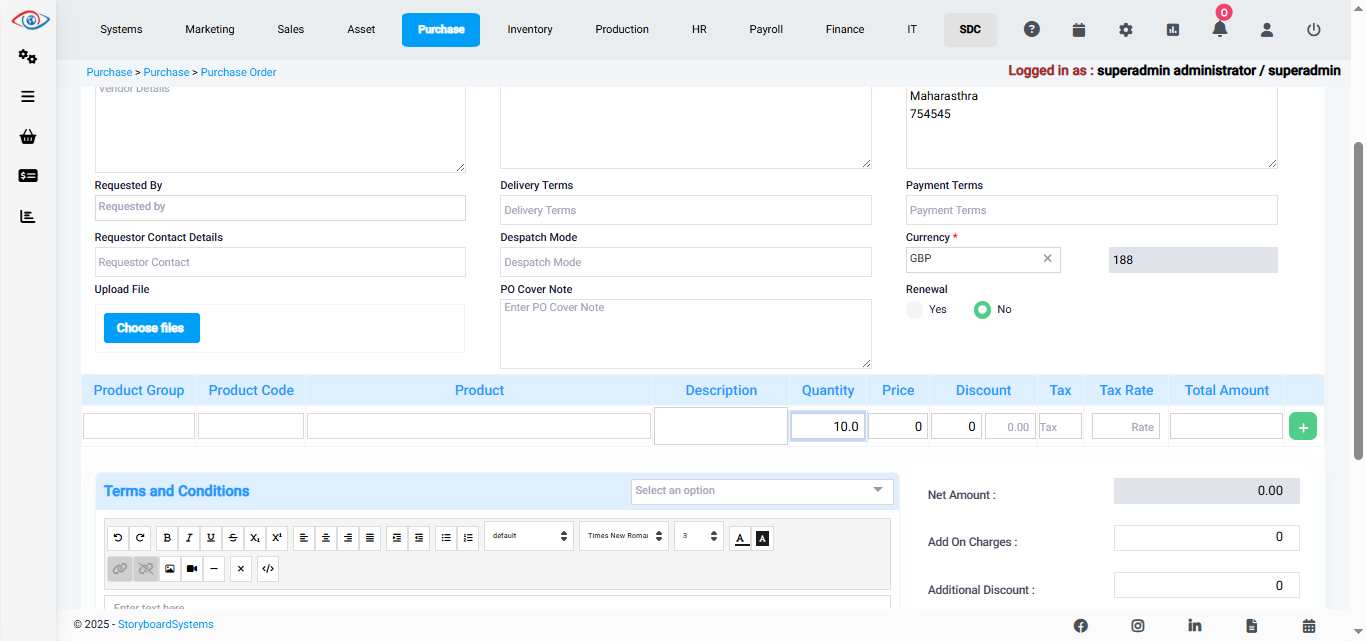 Systems Marketing Sales Asset Purchase Inventory Production HR Payroll Finance IT SDC 0
Purchase > Purchase > Purchase Order
Logged in as : superadmin administrator / superadmin
Vendor Details
Maharasthra
754545
Requested By
Requested by
Delivery Terms
Delivery Terms
Payment Terms
Payment Terms
Requestor Contact Details
Requestor Contact
Despatch Mode
Despatch Mode
Currency *
GBP
188
Upload File
Choose files
PO Cover Note
Enter PO Cover Note
Renewal
Yes No
Product Group Product Code Product Description Quantity Price Discount Tax Tax Rate Total Amount
10.0 0 0 0.00 Tax Rate +
Terms and Conditions
Select an option
Net Amount : 0.00
default Times New Roma 3
Add On Charges : 0
Additional Discount : 0
Enter text here
© 2025 - StoryboardSystems